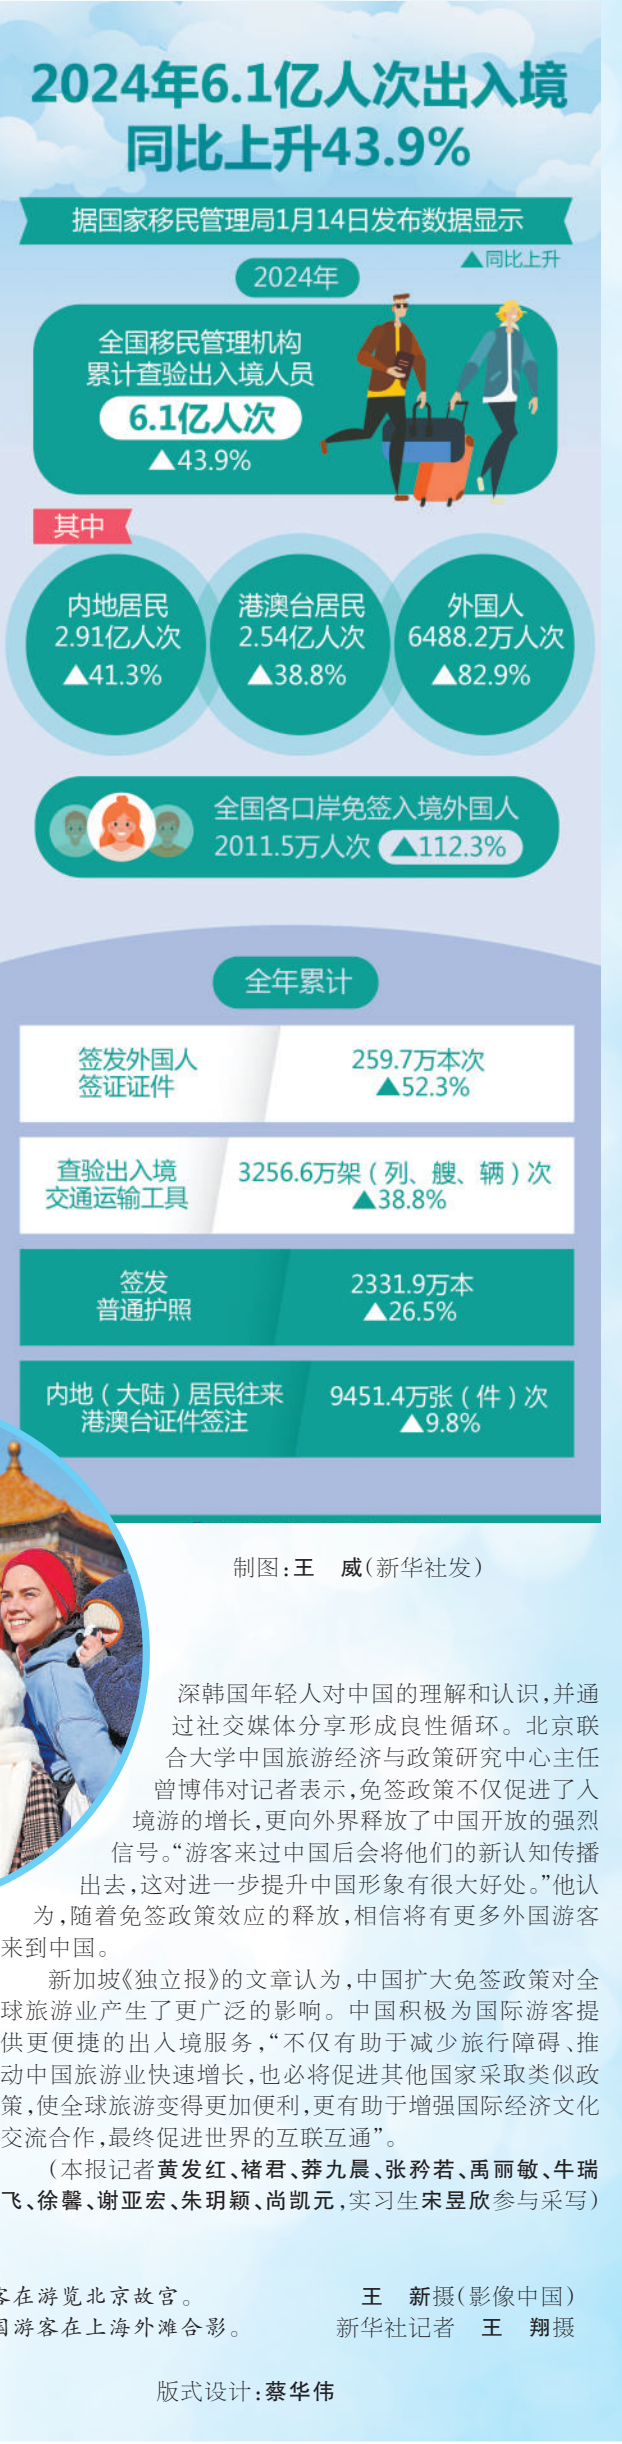 2024年6.1亿人次出入境
同比上升43.9%
据国家移民管理局1月14日发布数据显示
▲同比上升
2024年
全国移民管理机构
累计查验出入境人员
6.1亿人次
▲43.9%
其中
内地居民
2.91亿人次
▲41.3%
港澳台居民
2.54亿人次
▲38.8%
外国人
6488.2万人次
▲82.9%
全国各口岸免签入境外国人
2011.5万人次 ▲112.3%
全年累计
签发外国人
签证证件
259.7万本次
▲52.3%
查验出入境
交通运输工具
3256.6万架（列、艘、辆）次
▲38.8%
签发
普通护照
2331.9万本
▲26.5%
内地（大陆）居民往来
港澳台证件签注
9451.4万张（件）次
▲9.8%
制图：王　威（新华社发）
深韩国年轻人对中国的理解和认识，并通
过社交媒体分享形成良性循环。北京联
合大学中国旅游经济与政策研究中心主任
曾博伟对记者表示，免签政策不仅促进了入
境游的增长，更向外界释放了中国开放的强烈
信号。“游客来过中国后会将他们的新认知传播
出去，这对进一步提升中国形象有很大好处。”他认
为，随着免签政策效应的释放，相信将有更多外国游客
来到中国。
新加坡《独立报》的文章认为，中国扩大免签政策对全
球旅游业产生了更广泛的影响。中国积极为国际游客提
供更便捷的出入境服务，“不仅有助于减少旅行障碍、推
动中国旅游业快速增长，也必将促进其他国家采取类似政
策，使全球旅游变得更加便利，更有助于增强国际经济文化
交流合作，最终促进世界的互联互通”。
（本报记者黄发红、褚君、莽九晨、张矜若、禹丽敏、牛瑞
飞、徐馨、谢亚宏、朱玥颖、尚凯元，实习生宋昱欣参与采写）
客在游览北京故宫。　王　新摄（影像中国）
国游客在上海外滩合影。　新华社记者　王　翔摄
版式设计：蔡华伟